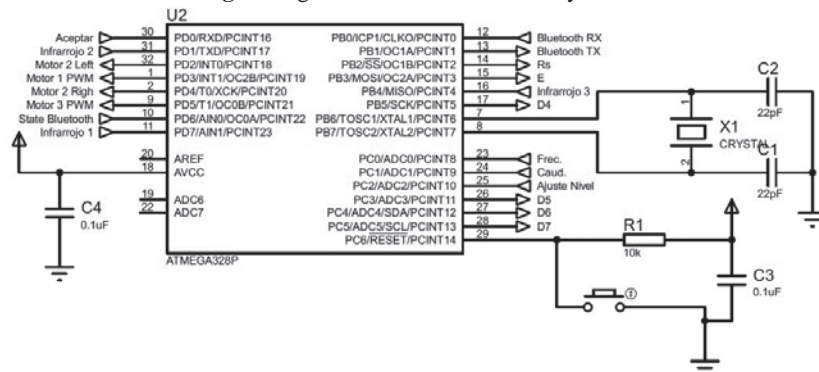 U2
Aceptar 30 PD0/RXD/PCINT16 PB0/ICP1/CLKO/PCINT0 12 Bluetooth RX
Infrarrojo 2 31 PD1/TXD/PCINT17 PB1/OC1A/PCINT1 13 Bluetooth TX
Motor 2 Left 32 PD2/INT0/PCINT18 PB2/SS/OC1B/PCINT2 14 Rs
Motor 1 PWM 1 PD3/INT1/OC2B/PCINT19 PB3/MOSI/OC2A/PCINT3 15 E
Motor 2 Righ 2 PD4/T0/XCK/PCINT20 PB4/MISO/PCINT4 16 Infrarrojo 3
Motor 3 PWM 9 PD5/T1/OC0B/PCINT21 PB5/SCK/PCINT5 17 D4
State Bluetooth 10 PD6/AIN0/OC0A/PCINT22 PB6/TOSC1/XTAL1/PCINT6 7
Infrarrojo 1 11 PD7/AIN1/PCINT23 PB7/TOSC2/XTAL2/PCINT7 8
20 AREF PC0/ADC0/PCINT8 23 Frec.
18 AVCC PC1/ADC1/PCINT9 24 Caud.
PC2/ADC2/PCINT10 25 Ajuste Nivel
19 ADC6 PC3/ADC3/PCINT11 26 D5
22 ADC7 PC4/ADC4/SDA/PCINT12 27 D6
PC5/ADC5/SCL/PCINT13 28 D7
PC6/RESET/PCINT14 29
ATMEGA328P
C4
0.1uF
C2
22pF
1
X1
CRYSTAL
2
C1
22pF
R1
10k
C3
0.1uF